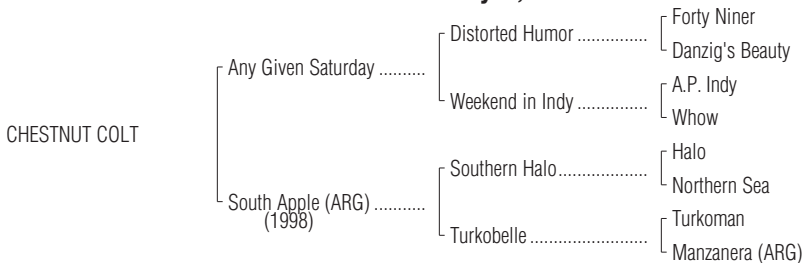 Forty Niner
Distorted Humor ...............
Danzig's Beauty
Any Given Saturday ..........
A.P. Indy
Weekend in Indy ................
Whow
CHESTNUT COLT
Halo
Southern Halo....................
Northern Sea
South Apple (ARG) ...........
(1998)
Turkoman
Turkobelle ..........................
Manzanera (ARG)